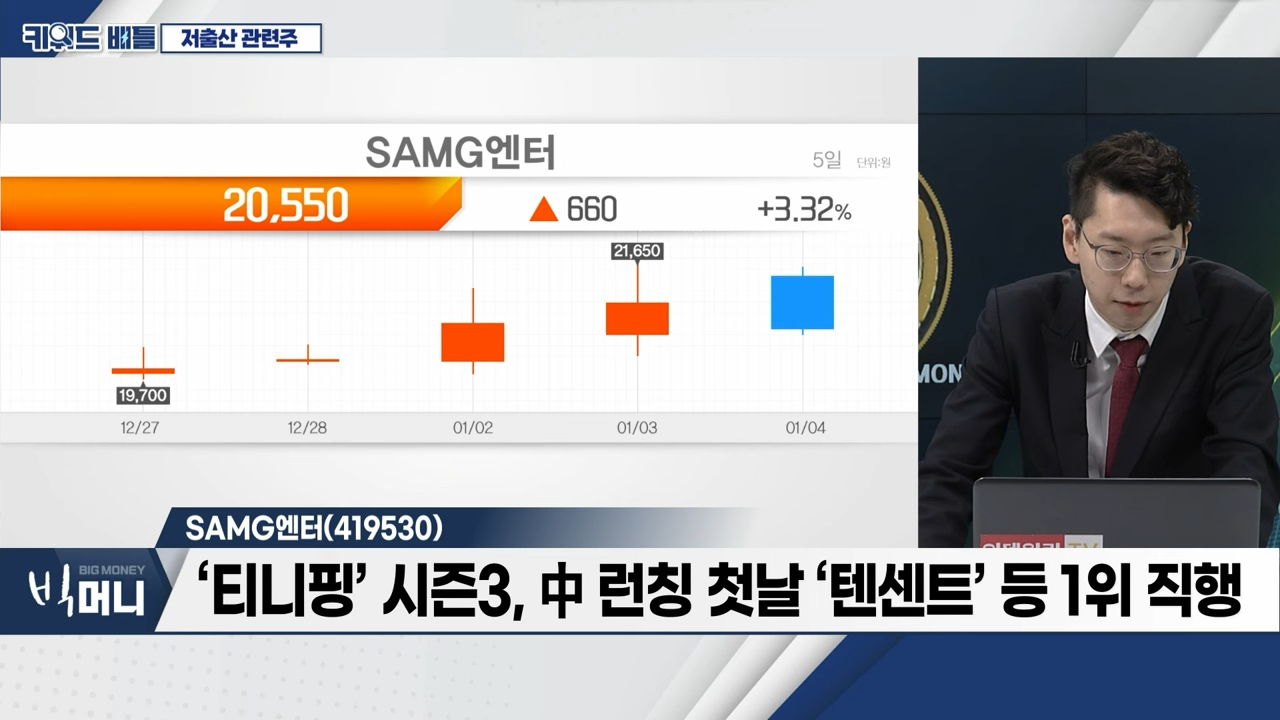 키워드 배틀
저출산 관련주
SAMG엔터
5일 단위:원
20,550 ▲ 660 +3.32%
21,650
19,700
12/27 12/28 01/02 01/03 01/04
SAMG엔터(419530)
BIG MONEY
빅머니
‘티니핑’ 시즌3, 中 런칭 첫날 ‘텐센트’ 등 1위 직행